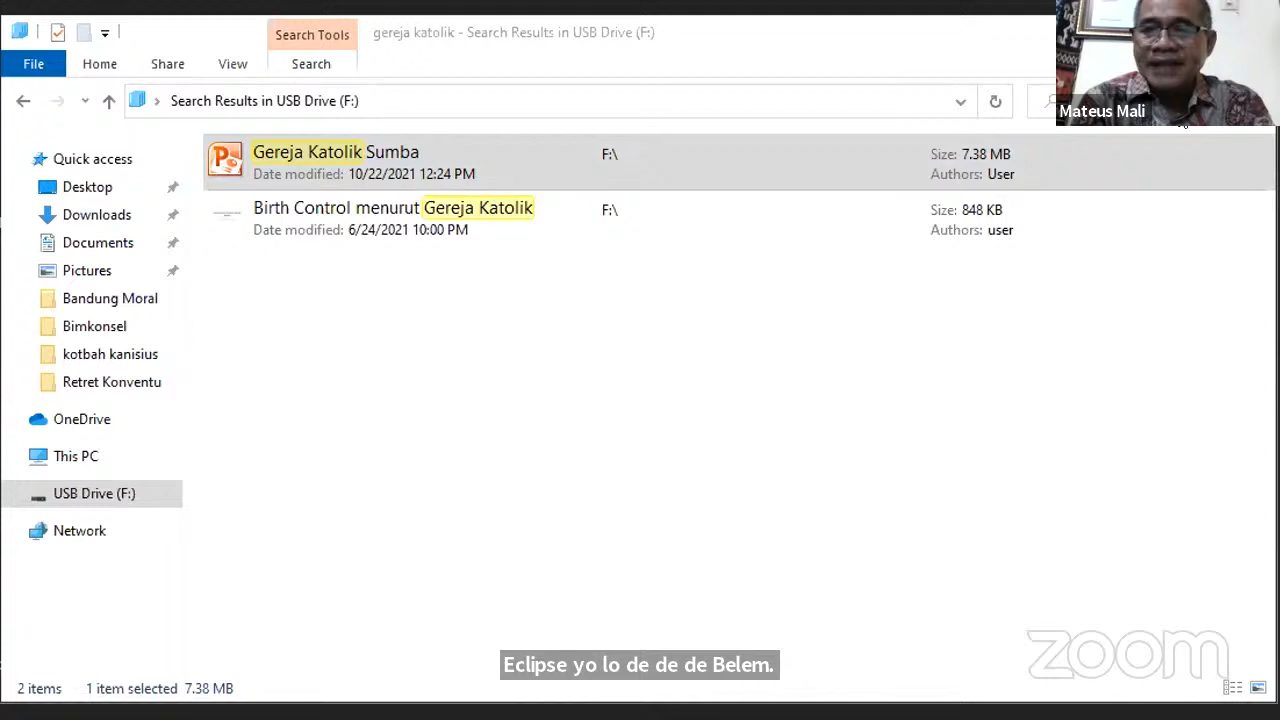 Search Tools
gereja katolik - Search Results in USB Drive (F:)
File
Home
Share
View
Search
Search Results in USB Drive (F:)
Mateus Mali
Quick access
Desktop
Downloads
Documents
Pictures
Bandung Moral
Bimkonsel
kotbah kanisius
Retret Konventu
OneDrive
This PC
USB Drive (F:)
Network
Gereja Katolik Sumba
F:\
Size: 7.38 MB
Date modified: 10/22/2021 12:24 PM
Authors: User
Birth Control menurut Gereja Katolik
F:\
Size: 848 KB
Date modified: 6/24/2021 10:00 PM
Authors: user
Eclipse yo lo de de de Belem.
zoom
2 items
1 item selected 7.38 MB